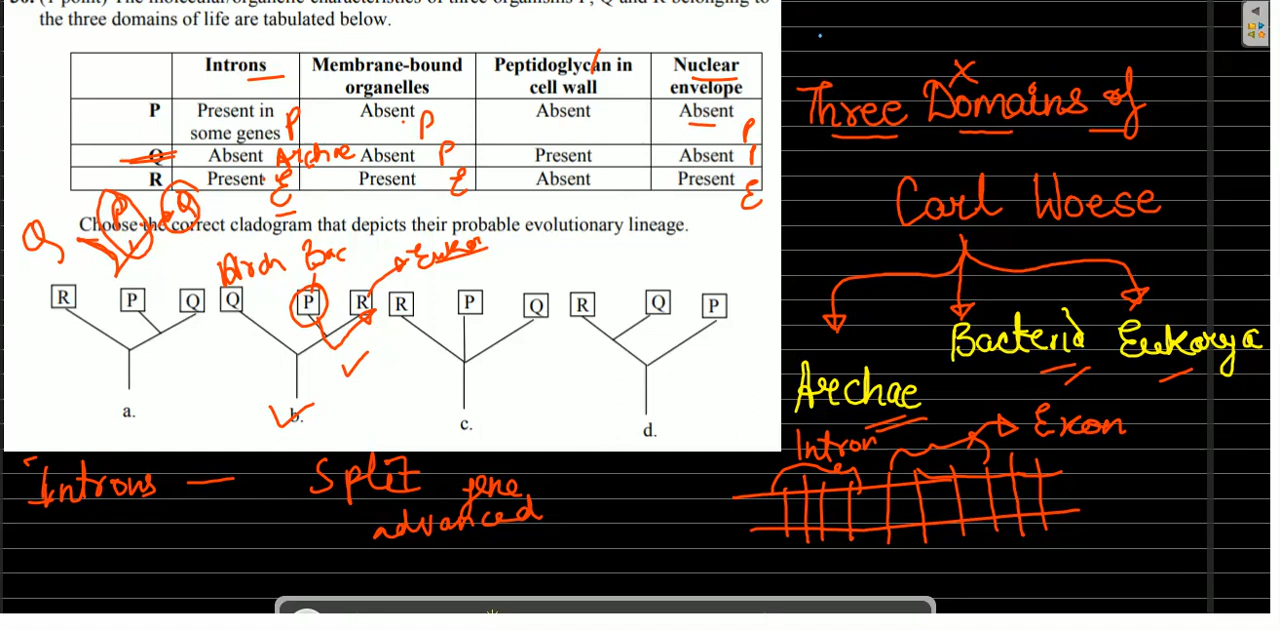 the three domains of life are tabulated below.
Introns Membrane-bound organelles Peptidoglycan in cell wall Nuclear envelope
P Present in some genes Absent Absent Absent
Q Absent Absent Present Absent
R Present Present Absent Present
P P P
Archae P P
E E E
Choose the correct cladogram that depicts their probable evolutionary lineage.
Q P Q
Arch Bac Eukar
R P Q Q P R R P Q R Q P
a. b. c. d.
Introns — Split gene
advanced
Three Domains of
Carl Woese
Bacteria Eukarya
Archae
Intron Exon